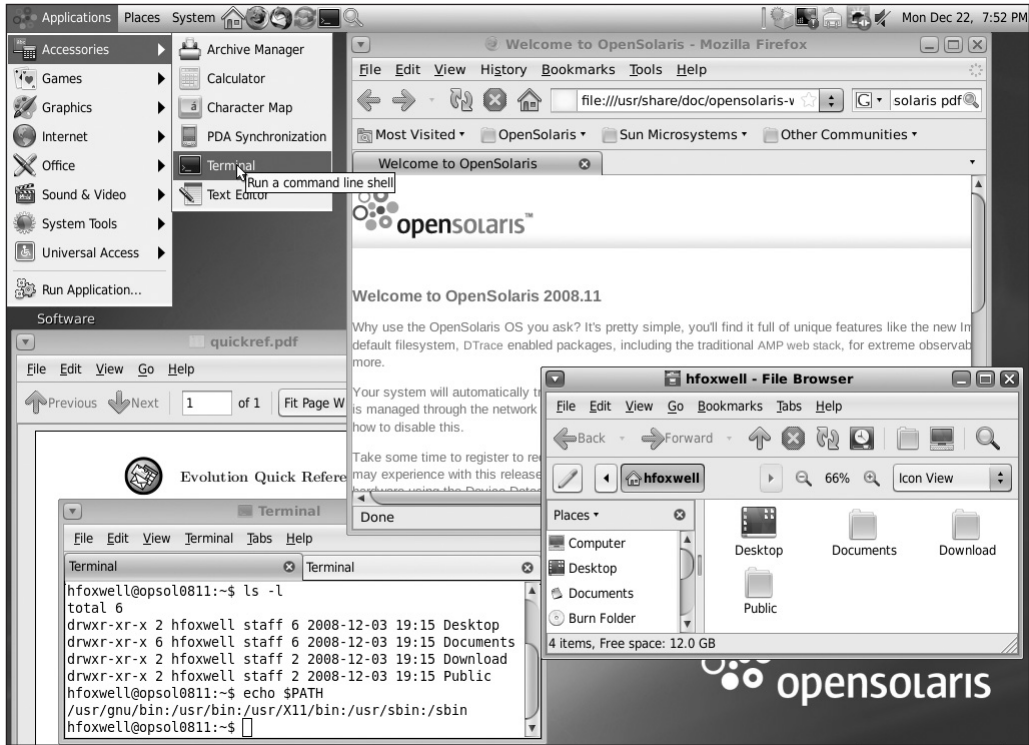 Applications Places System
Mon Dec 22, 7:52 PM
Accessories
Games
Graphics
Internet
Office
Sound & Video
System Tools
Universal Access
Run Application...
Archive Manager
Calculator
Character Map
PDA Synchronization
Terminal
Run a command line shell
Text Editor
Software
Welcome to OpenSolaris - Mozilla Firefox
File Edit View History Bookmarks Tools Help
file:///usr/share/doc/opensolaris-v
G
solaris pdf
Most Visited OpenSolaris Sun Microsystems Other Communities
Welcome to OpenSolaris
opensolaris™
Welcome to OpenSolaris 2008.11
Why use the OpenSolaris OS you ask? It's pretty simple, you'll find it full of unique features like the new Im
default filesystem, DTrace enabled packages, including the traditional AMP web stack, for extreme observab
more.
Your system will automatically tr
is managed through the network
how to disable this.
Take some time to register to re
may experience with this release
Done
quickref.pdf
File Edit View Go Help
Previous Next 1 of 1 Fit Page W
Evolution Quick Refere
Terminal
File Edit View Terminal Tabs Help
Terminal Terminal
hfoxwell@opsol0811:~$ ls -l
total 6
drwxr-xr-x 2 hfoxwell staff 6 2008-12-03 19:15 Desktop
drwxr-xr-x 6 hfoxwell staff 6 2008-12-03 19:15 Documents
drwxr-xr-x 2 hfoxwell staff 2 2008-12-03 19:15 Download
drwxr-xr-x 2 hfoxwell staff 2 2008-12-03 19:15 Public
hfoxwell@opsol0811:~$ echo $PATH
/usr/gnu/bin:/usr/bin:/usr/X11/bin:/usr/sbin:/sbin
hfoxwell@opsol0811:~$
hfoxwell - File Browser
File Edit View Go Bookmarks Tabs Help
Back Forward
hfoxwell 66% Icon View
Places
Computer
Desktop
Documents
Burn Folder
Desktop Documents Download
Public
4 items, Free space: 12.0 GB
opensolaris